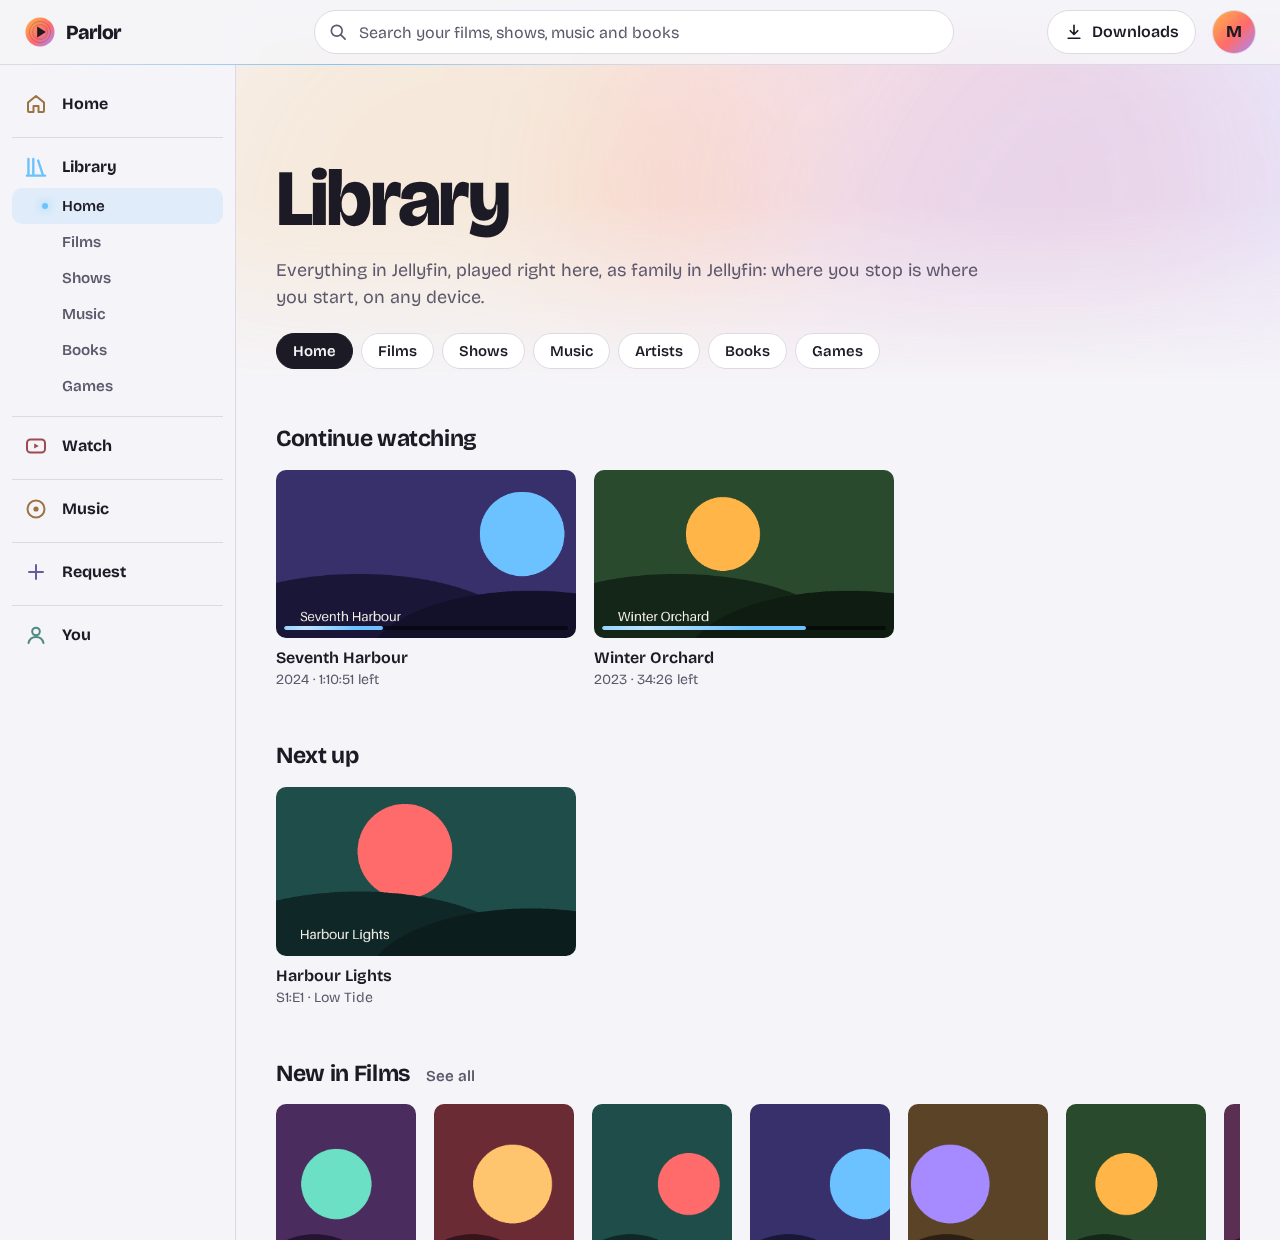 Parlor
Search your films, shows, music and books
Downloads
M
Home
Library
Home
Films
Shows
Music
Books
Games
Watch
Music
Request
You
Library
Everything in Jellyfin, played right here, as family in Jellyfin: where you stop is where
you start, on any device.
Home
Films
Shows
Music
Artists
Books
Games
Continue watching
Seventh Harbour
Winter Orchard
Seventh Harbour
2024 · 1:10:51 left
Winter Orchard
2023 · 34:26 left
Next up
Harbour Lights
Harbour Lights
S1:E1 · Low Tide
New in Films
See all